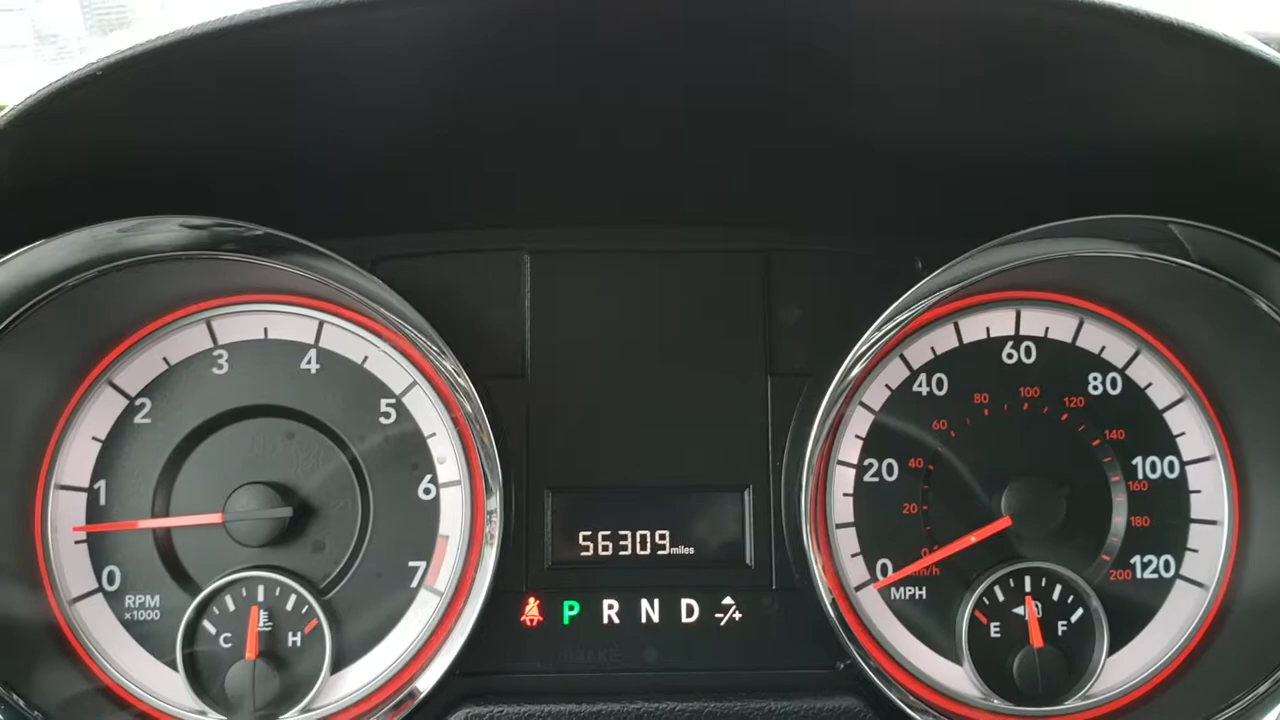 0 1 2 3 4 5 6 7
RPM
x1000
C H
56309 miles
P R N D -/+
BRAKE
0 20 40 60 80 100 120
MPH
0 20 40 60 80 100 120 140 160 180 200
km/h
E F